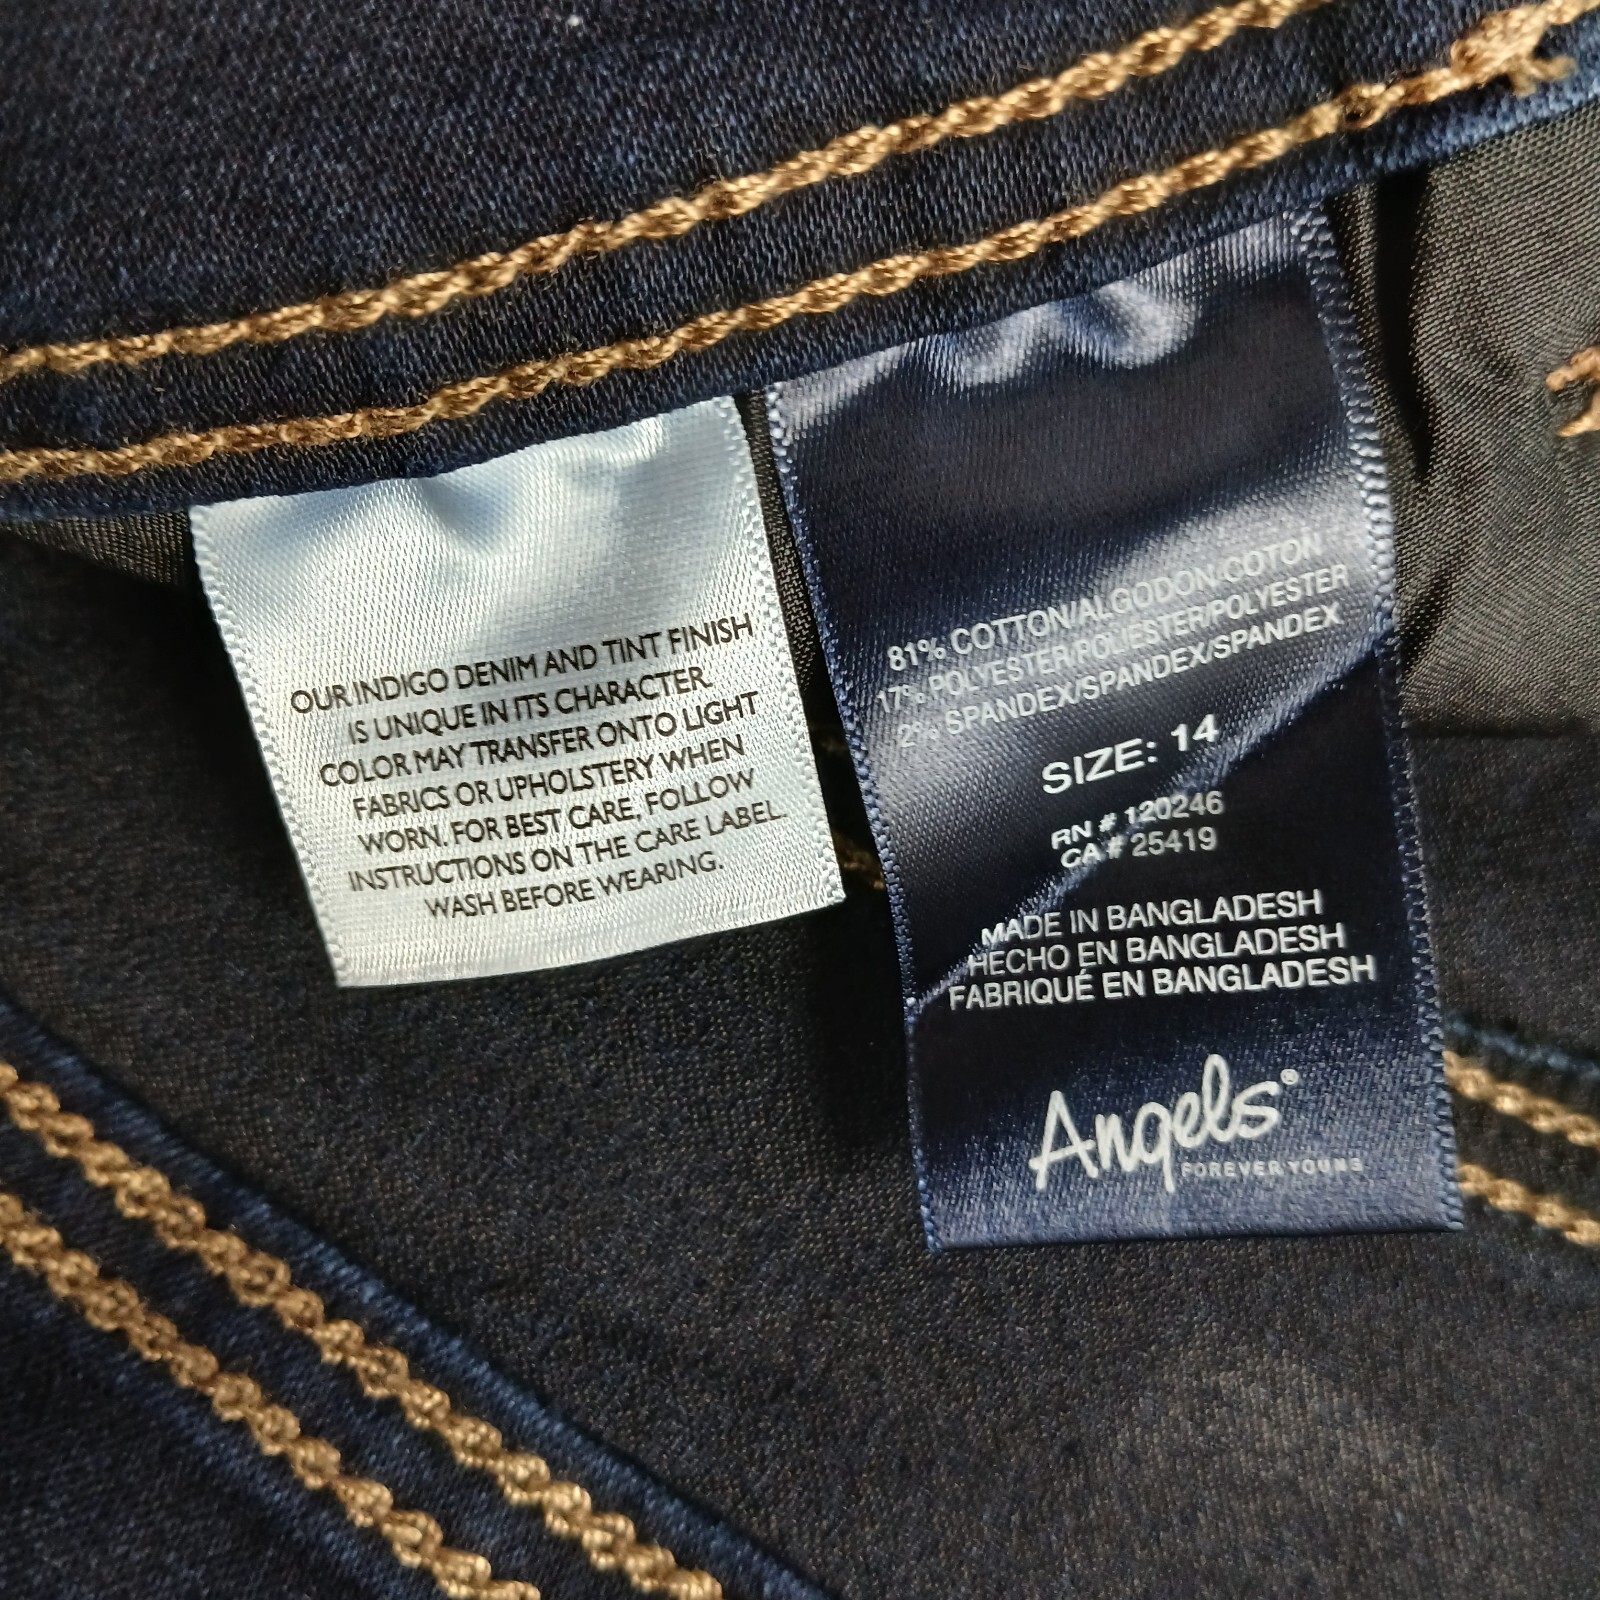 OUR INDIGO DENIM AND TINT FINISH
IS UNIQUE IN ITS CHARACTER
COLOR MAY TRANSFER ONTO LIGHT
FABRICS OR UPHOLSTERY WHEN
WORN. FOR BEST CARE, FOLLOW
INSTRUCTIONS ON THE CARE LABEL.
WASH BEFORE WEARING.
81% COTTON/ALGODON/COTON
17% POLYESTER/POLIESTER/POLYESTER
2% SPANDEX/SPANDEX/SPANDEX
SIZE: 14
RN # 120246
CA # 25419
MADE IN BANGLADESH
HECHO EN BANGLADESH
FABRIQUÉ EN BANGLADESH
Angels®
FOREVER YOUNG